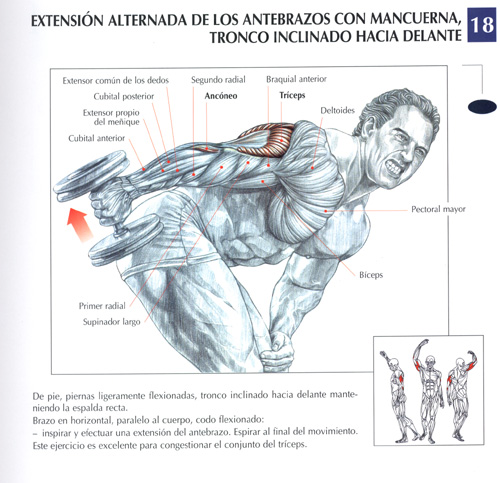 EXTENSIÓN ALTERNADA DE LOS ANTEBRAZOS CON MANCUERNA,
TRONCO INCLINADO HACIA DELANTE
18
Extensor común de los dedos
Segundo radial
Braquial anterior
Cubital posterior
Ancóneo
Tríceps
Extensor propio
del meñique
Deltoides
Cubital anterior
Pectoral mayor
Bíceps
Primer radial
Supinador largo
De pie, piernas ligeramente flexionadas, tronco inclinado hacia delante mante-
niendo la espalda recta.
Brazo en horizontal, paralelo al cuerpo, codo flexionado:
– inspirar y efectuar una extensión del antebrazo. Espirar al final del movimiento.
Este ejercicio es excelente para congestionar el conjunto del tríceps.